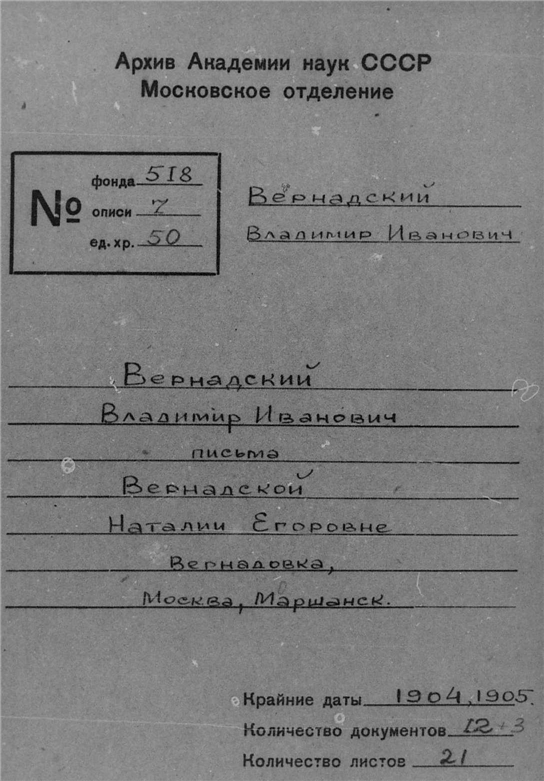 Архив Академии наук СССР
Московское отделение
№
фонда 518
описи 7
ед. хр. 50
Вернадский
Владимир Иванович
Вернадский
Владимир Иванович
письма
Вернадской
Наталии Егоровне
Вернадовка,
Москва, Маршанск.
Крайние даты 1904, 1905.
Количество документов 12+3
Количество листов 21